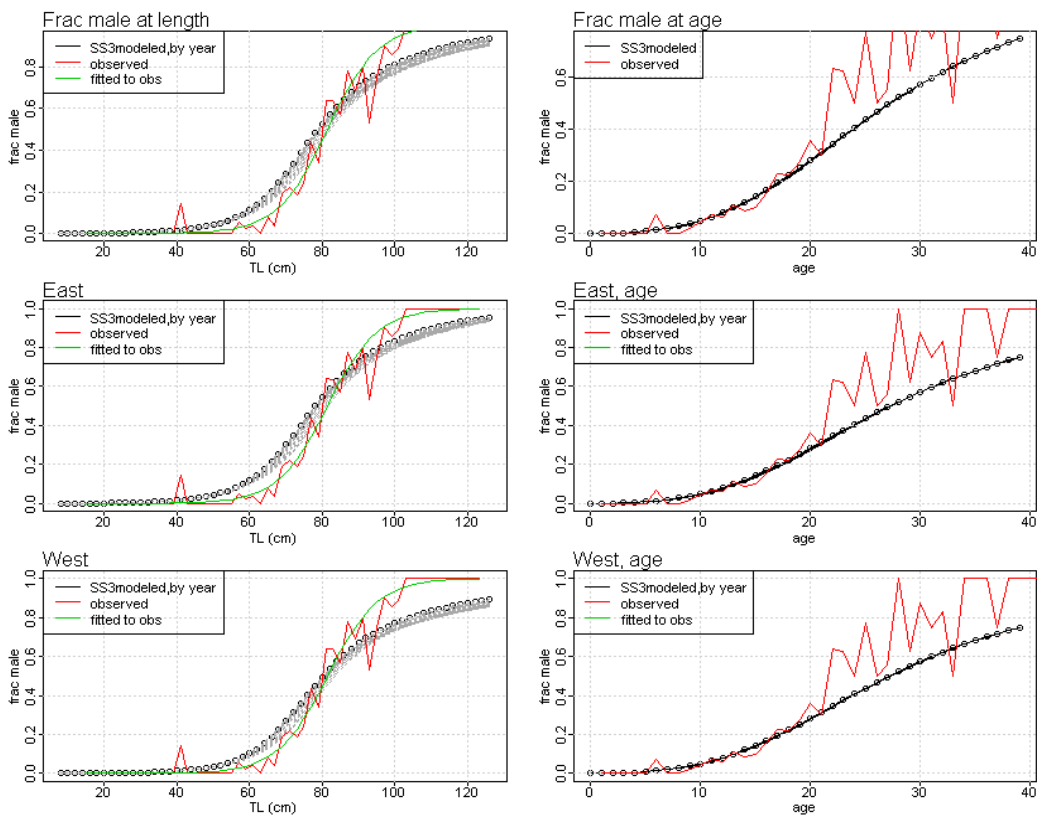 Frac male at length
SS3modeled,by year
observed
fitted to obs
frac male
0.0 0.2 0.4 0.6 0.8
20 40 60 80 100 120
TL (cm)
Frac male at age
SS3modeled
observed
frac male
0.0 0.2 0.4 0.6
0 10 20 30 40
age
East
SS3modeled,by year
observed
fitted to obs
frac male
0.0 0.2 0.4 0.6 0.8 1.0
20 40 60 80 100 120
TL (cm)
East, age
SS3modeled,by year
observed
fitted to obs
frac male
0.0 0.2 0.4 0.6 0.8 1.0
0 10 20 30 40
age
West
SS3modeled,by year
observed
fitted to obs
frac male
0.0 0.2 0.4 0.6 0.8 1.0
20 40 60 80 100 120
TL (cm)
West, age
SS3modeled,by year
observed
fitted to obs
frac male
0.0 0.2 0.4 0.6 0.8 1.0
0 10 20 30 40
age